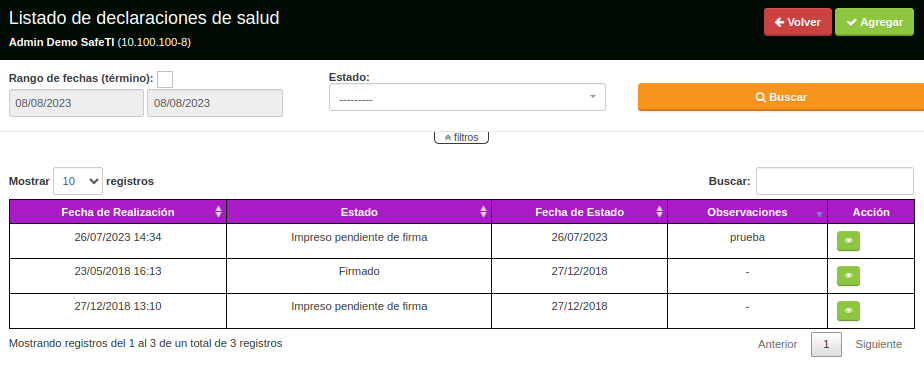 Listado de declaraciones de salud
Volver
Agregar
Admin Demo SafeTI (10.100.100-8)
Rango de fechas (término):
Estado:
08/08/2023
08/08/2023
---------
Buscar
filtros
Mostrar 10 registros
Buscar:
Fecha de Realización Estado Fecha de Estado Observaciones Acción
26/07/2023 14:34 Impreso pendiente de firma 26/07/2023 prueba
23/05/2018 16:13 Firmado 27/12/2018 -
27/12/2018 13:10 Impreso pendiente de firma 27/12/2018 -
Mostrando registros del 1 al 3 de un total de 3 registros
Anterior 1 Siguiente